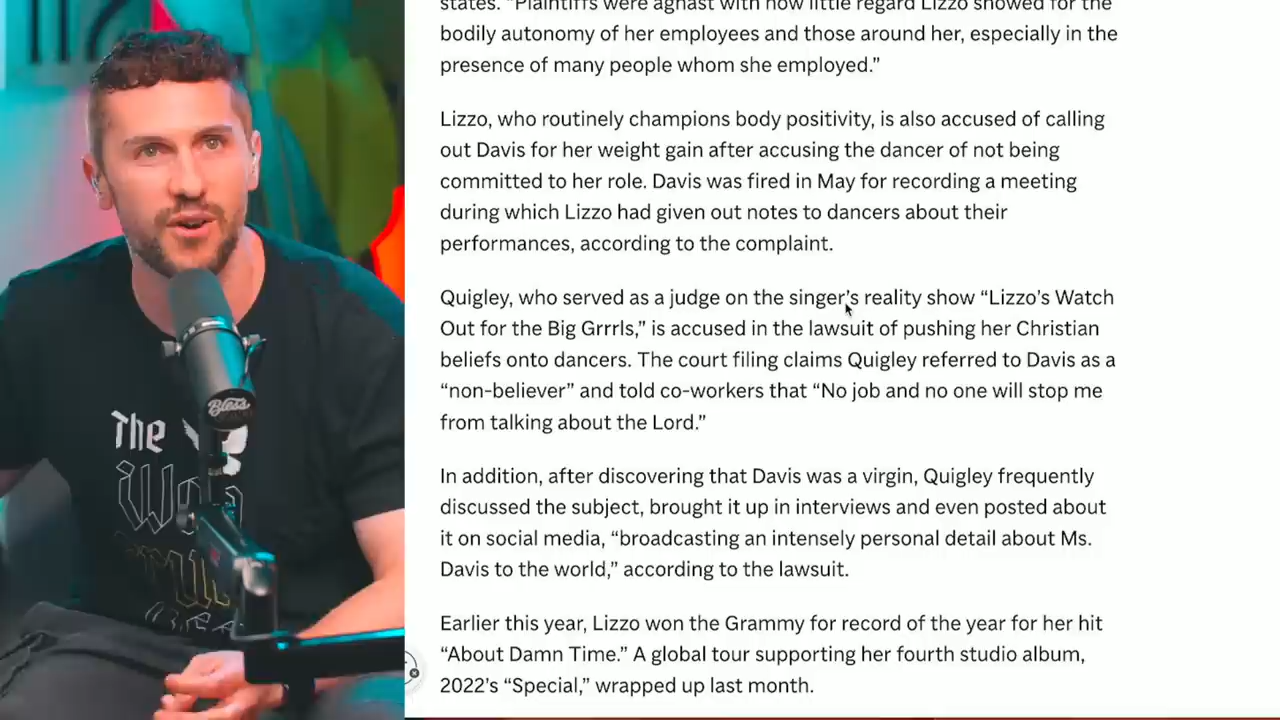 states. “Plaintiffs were aghast with how little regard Lizzo showed for the
bodily autonomy of her employees and those around her, especially in the
presence of many people whom she employed.”
Lizzo, who routinely champions body positivity, is also accused of calling
out Davis for her weight gain after accusing the dancer of not being
committed to her role. Davis was fired in May for recording a meeting
during which Lizzo had given out notes to dancers about their
performances, according to the complaint.
Quigley, who served as a judge on the singer’s reality show “Lizzo’s Watch
Out for the Big Grrrls,” is accused in the lawsuit of pushing her Christian
beliefs onto dancers. The court filing claims Quigley referred to Davis as a
“non-believer” and told co-workers that “No job and no one will stop me
from talking about the Lord.”
In addition, after discovering that Davis was a virgin, Quigley frequently
discussed the subject, brought it up in interviews and even posted about
it on social media, “broadcasting an intensely personal detail about Ms.
Davis to the world,” according to the lawsuit.
Earlier this year, Lizzo won the Grammy for record of the year for her hit
“About Damn Time.” A global tour supporting her fourth studio album,
2022’s “Special,” wrapped up last month.
Bless
The